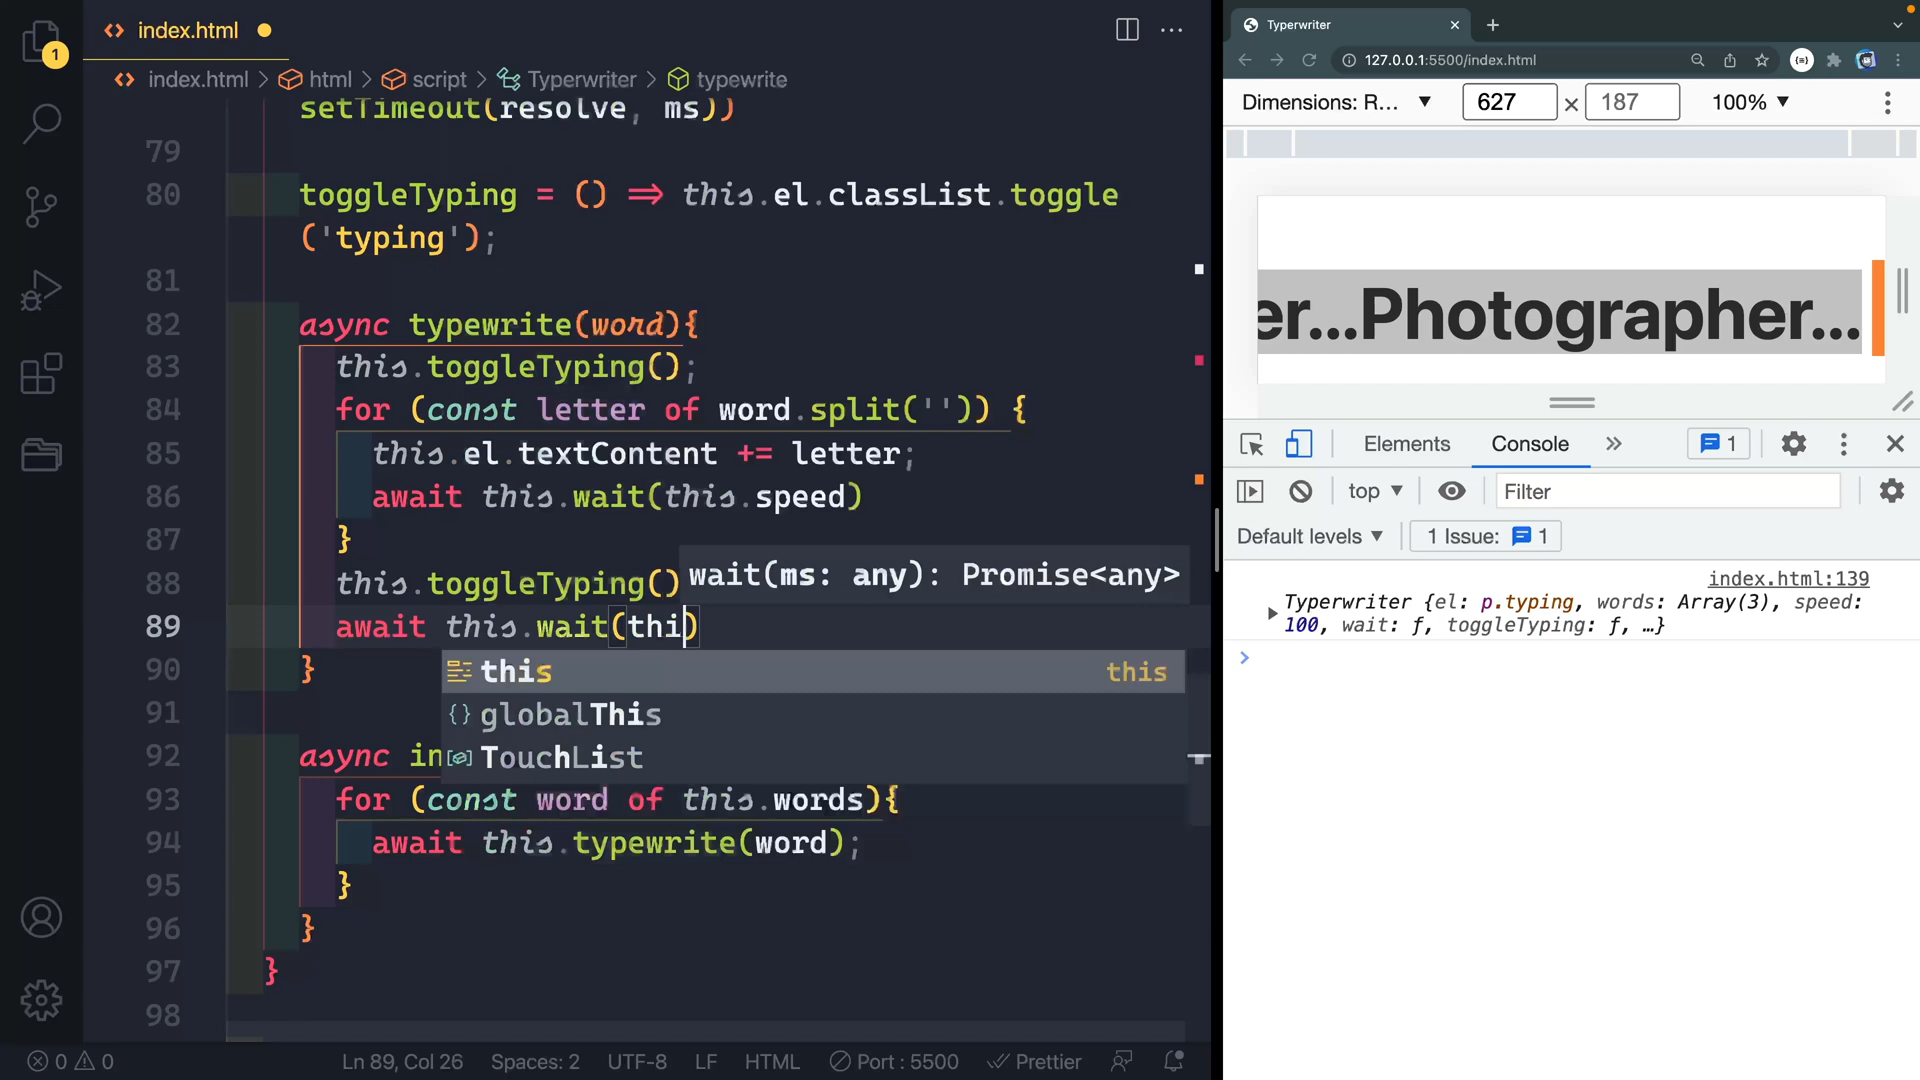 1
index.html
index.html > html > script > Typerwriter > typewrite
setTimeout(resolve, ms))
79
80 toggleTyping = () => this.el.classList.toggle
('typing');
81
82 async typewrite(word){
83 this.toggleTyping();
84 for (const letter of word.split('')) {
85 this.el.textContent += letter;
86 await this.wait(this.speed)
87 }
88 this.toggleTyping()
wait(ms: any): Promise<any>
89 await this.wait(thi)
this this
globalThis
TouchList
90 }
91
92 async in
93 for (const word of this.words){
94 await this.typewrite(word);
95 }
96 }
97 }
98
0 0 Ln 89, Col 26 Spaces: 2 UTF-8 LF HTML Port : 5500 Prettier
Typerwriter
127.0.0.1:5500/index.html
Dimensions: R... 627 × 187 100%
er...Photographer...
Elements Console 1
top Filter
Default levels 1 Issue: 1
index.html:139
Typerwriter {el: p.typing, words: Array(3), speed:
100, wait: f, toggleTyping: f, …}